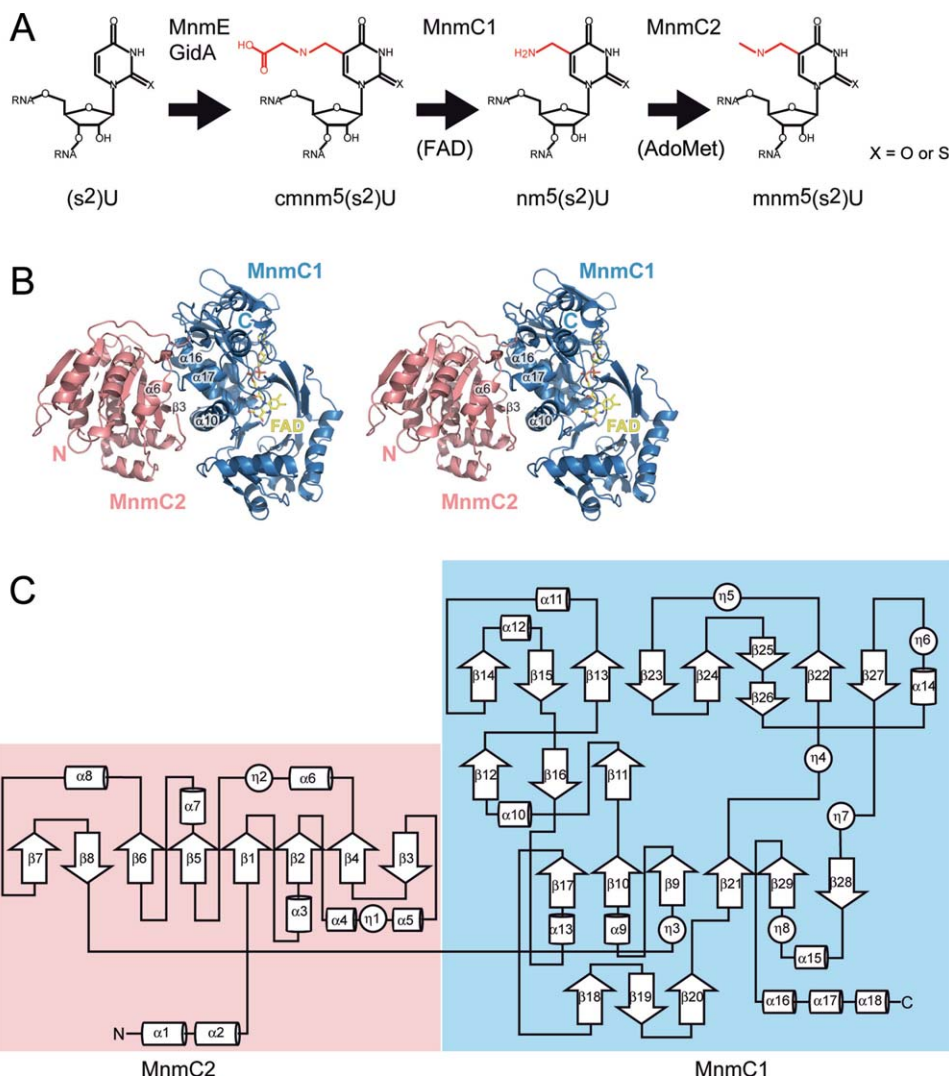 A
MnmE
GidA
MnmC1
MnmC2
O
NH
N
X
RNA
O
O
O
OH
RNA
HO
O
N
O
NH
N
X
RNA
O
O
O
OH
RNA
(FAD)
H2N
O
NH
N
X
RNA
O
O
O
OH
RNA
(AdoMet)
N
O
NH
N
X
RNA
O
O
O
OH
RNA
X = O or S
(s2)U
cmnm5(s2)U
nm5(s2)U
mnm5(s2)U
B
MnmC1
C
α16
α17
α6
β3
α10
FAD
N
MnmC2
MnmC1
C
α16
α17
α6
β3
α10
FAD
N
MnmC2
C
α11
η5
α12
β25
η6
β14
β15
β13
β23
β24
β26
β22
β27
α14
β12
β16
β11
η4
α10
η7
α8
η2
α6
α7
β7
β8
β6
β5
β1
β2
β4
β3
β17
β10
β9
β21
β29
β28
α3
α4
η1
α5
α13
α9
η3
η8
α15
β18
β19
β20
α16
α17
α18
C
N
α1
α2
MnmC2
MnmC1